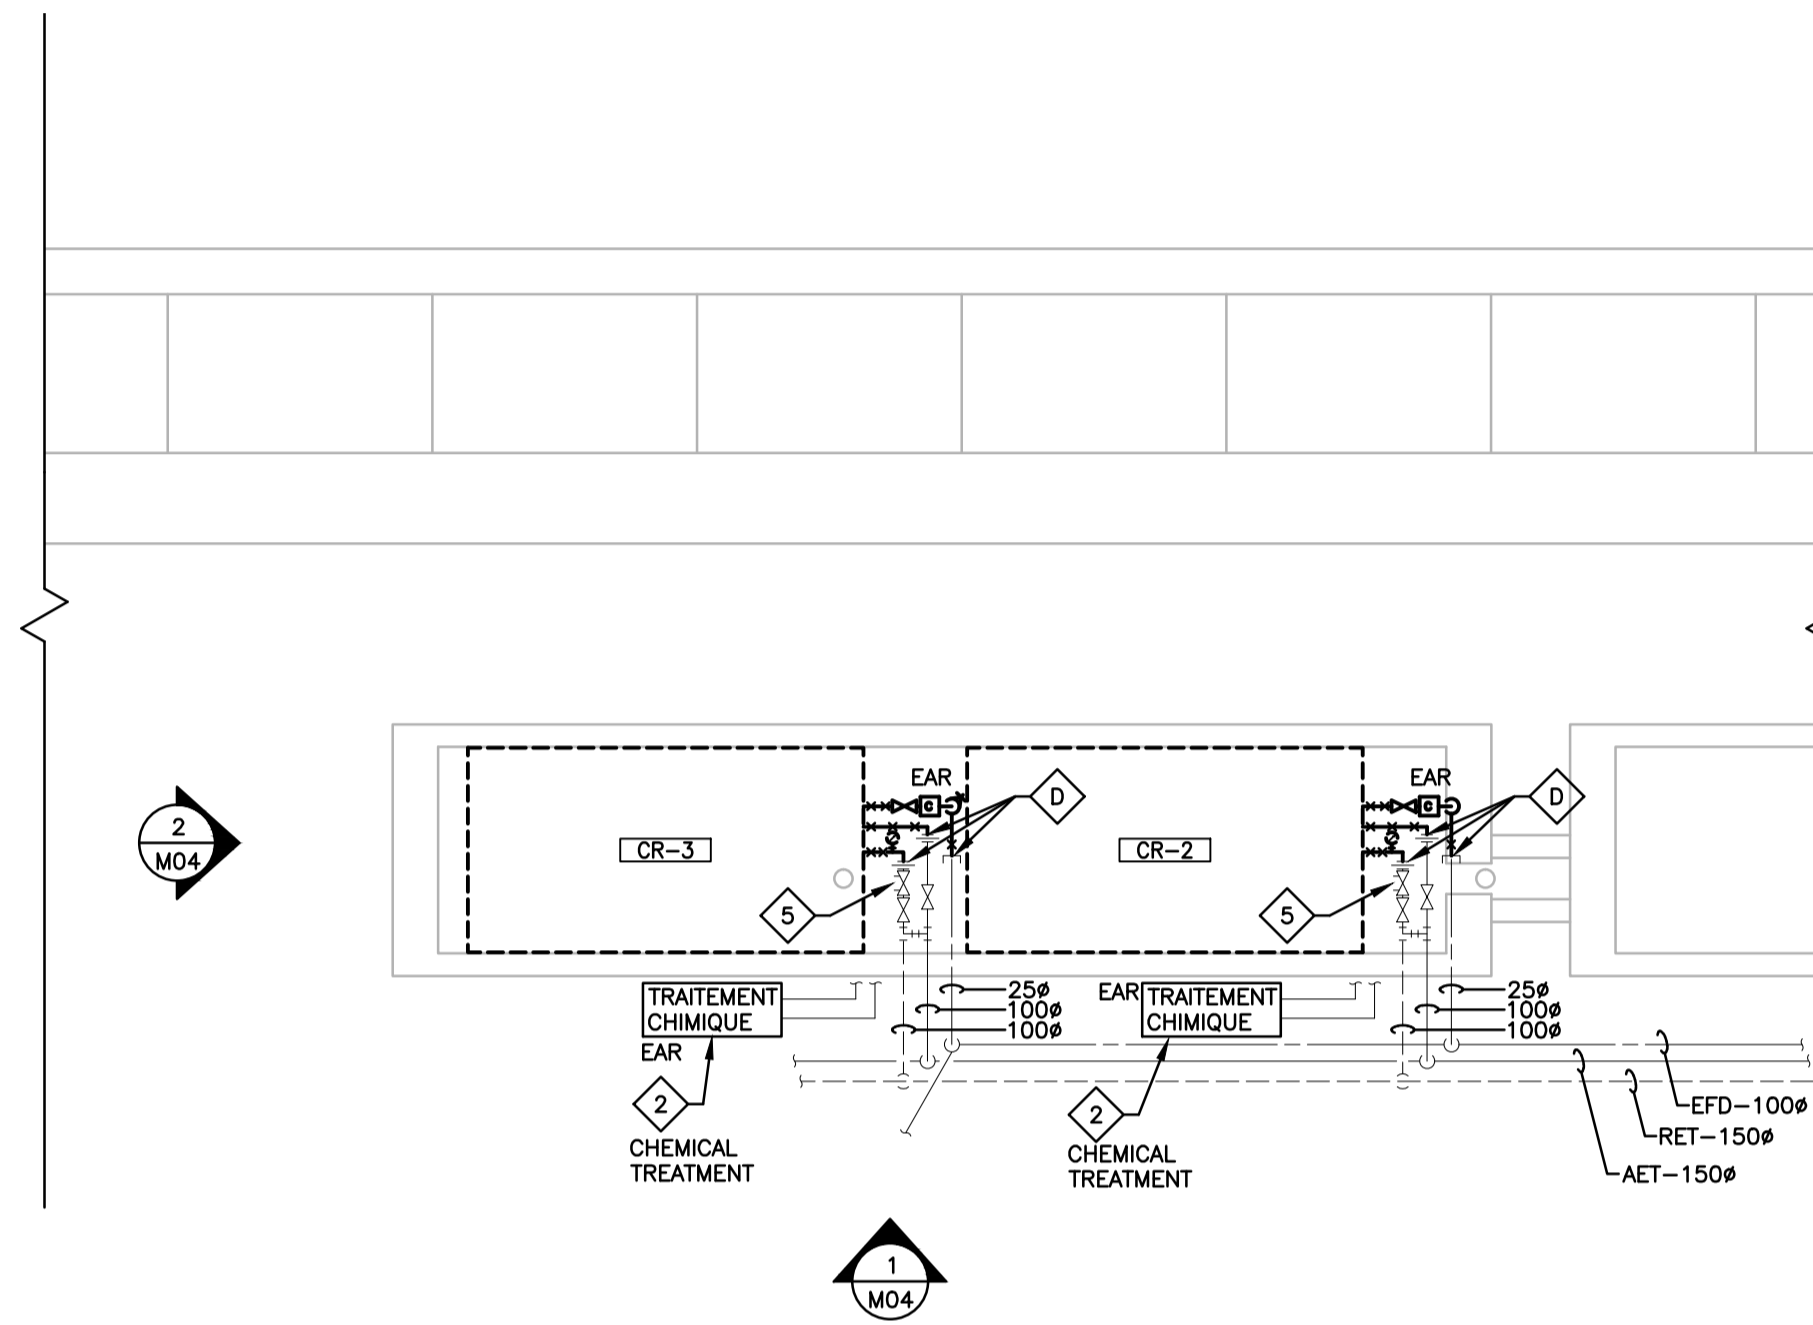 EAR
EAR
D
D
2
M04
CR-3
CR-2
C
C
5
5
TRAITEMENT
CHIMIQUE
EAR
25ø
100ø
100ø
EAR
TRAITEMENT
CHIMIQUE
25ø
100ø
100ø
2
CHEMICAL
TREATMENT
2
CHEMICAL
TREATMENT
EFD-100ø
RET-150ø
AET-150ø
1
M04